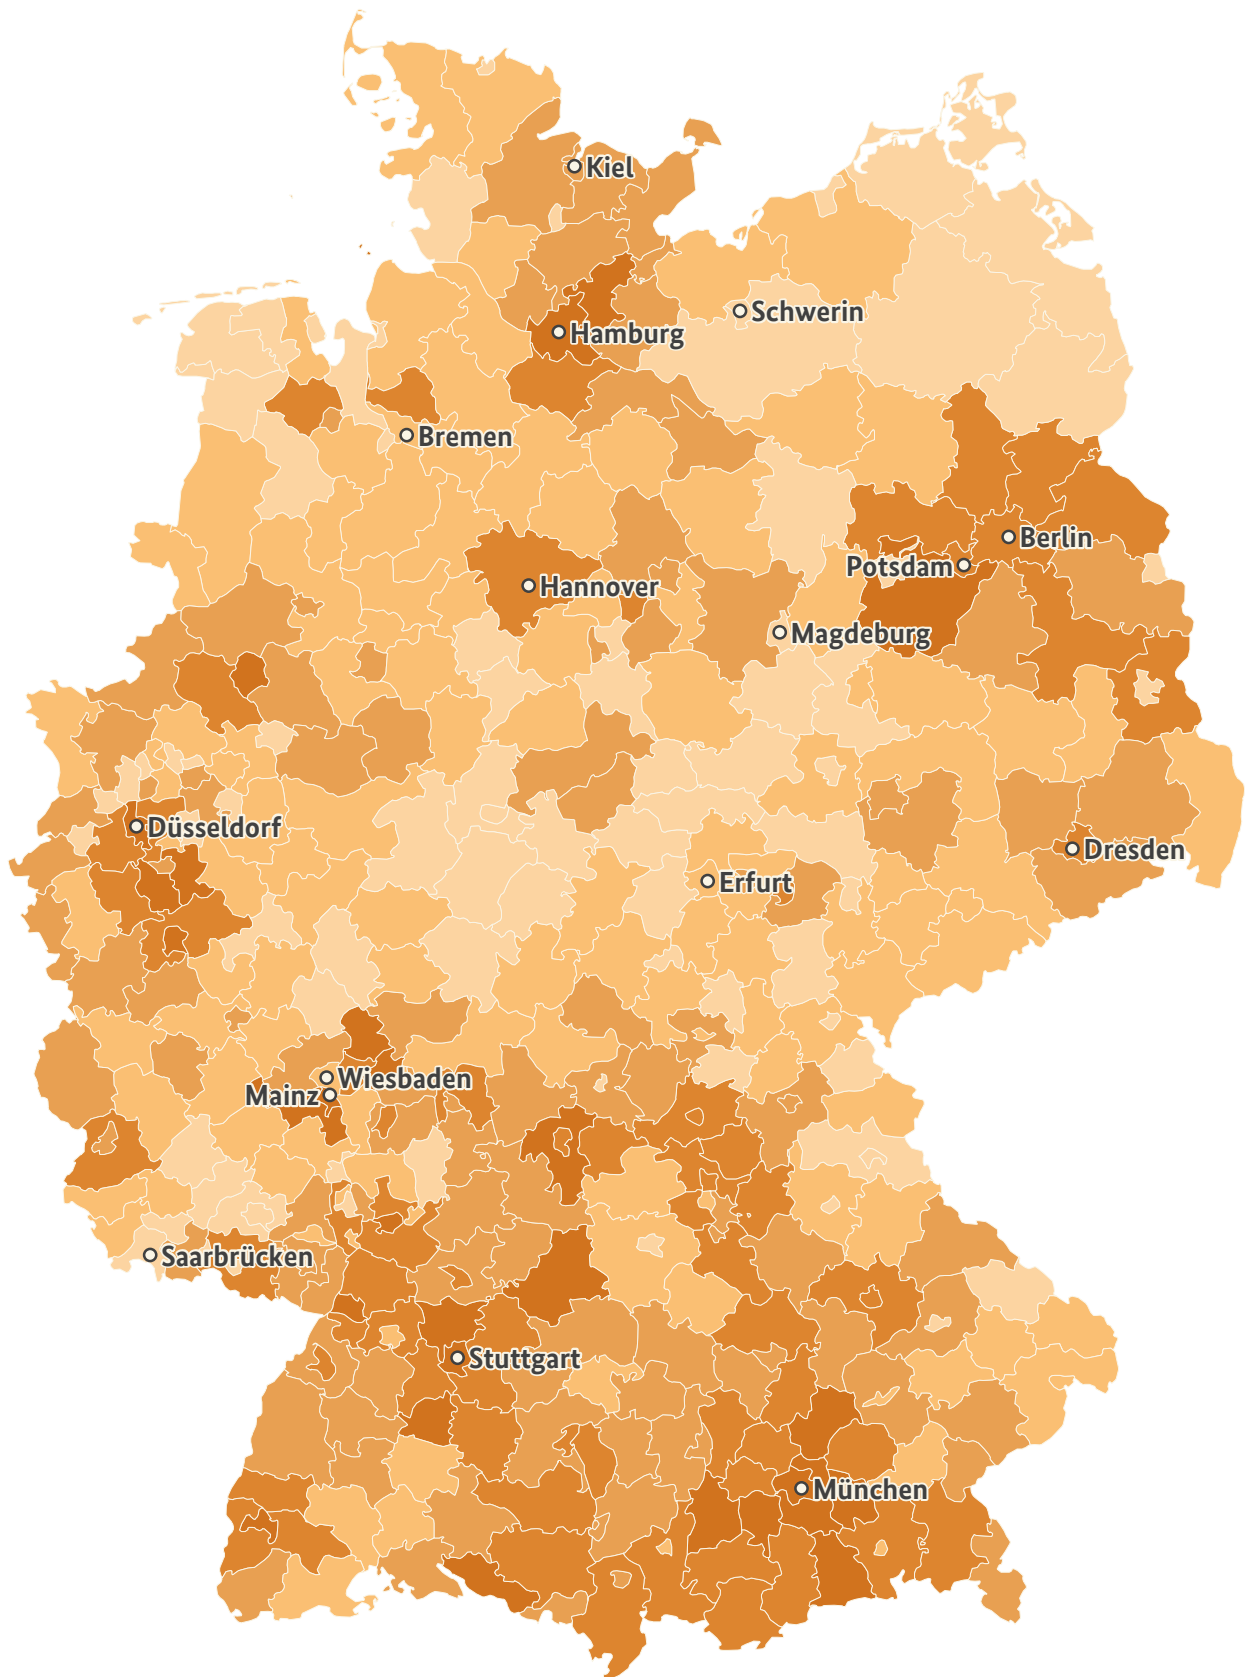 Kiel
Schwerin
Hamburg
Bremen
Berlin
Potsdam
Hannover
Magdeburg
Düsseldorf
Dresden
Erfurt
Wiesbaden
Mainz
Saarbrücken
Stuttgart
München